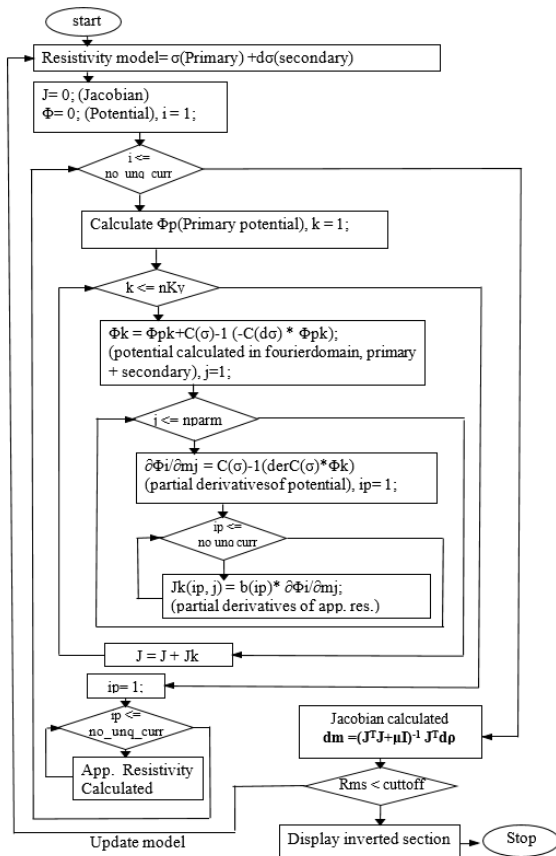 start
Resistivity model= σ(Primary) +dσ(secondary)
J= 0; (Jacobian)
Φ= 0; (Potential), i = 1;
i <=
no_unq_curr
Calculate Φp(Primary potential), k = 1;
k <= nKy
Φk = Φpk+C(σ)-1 (-C(dσ) * Φpk);
(potential calculated in fourierdomain, primary
+ secondary), j=1;
j <= nparm
∂Φi/∂mj = C(σ)-1(derC(σ)*Φk)
(partial derivativesof potential), ip= 1;
ip <=
no_unq_curr
Jk(ip, j) = b(ip)* ∂Φi/∂mj;
(partial derivatives of app. res.)
J = J + Jk
ip= 1;
ip <=
no_unq_curr
App. Resistivity
Calculated
Jacobian calculated
dm =(JᵀJ+μI)⁻¹ Jᵀdρ
Rms < cuttoff
Update model
Display inverted section
Stop